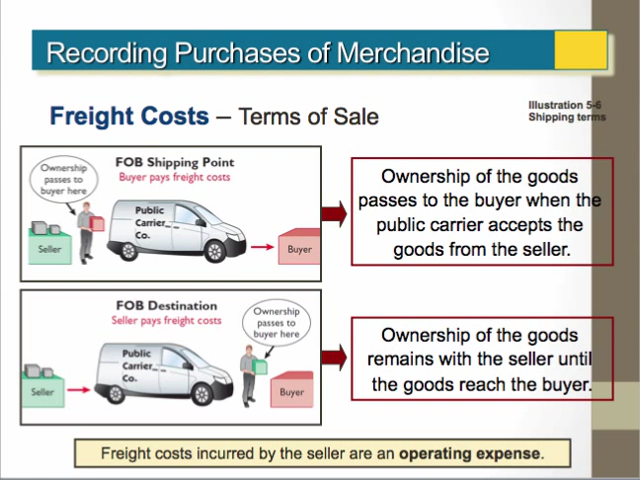 Recording Purchases of Merchandise
Freight Costs – Terms of Sale
Illustration 5-6
Shipping terms
FOB Shipping Point
Buyer pays freight costs
Ownership
passes to
buyer here
Public
Carrier
Co.
Seller
Buyer
Ownership of the goods
passes to the buyer when the
public carrier accepts the
goods from the seller.
FOB Destination
Seller pays freight costs
Ownership
passes to
buyer here
Public
Carrier
Co.
Seller
Buyer
Ownership of the goods
remains with the seller until
the goods reach the buyer.
Freight costs incurred by the seller are an operating expense.